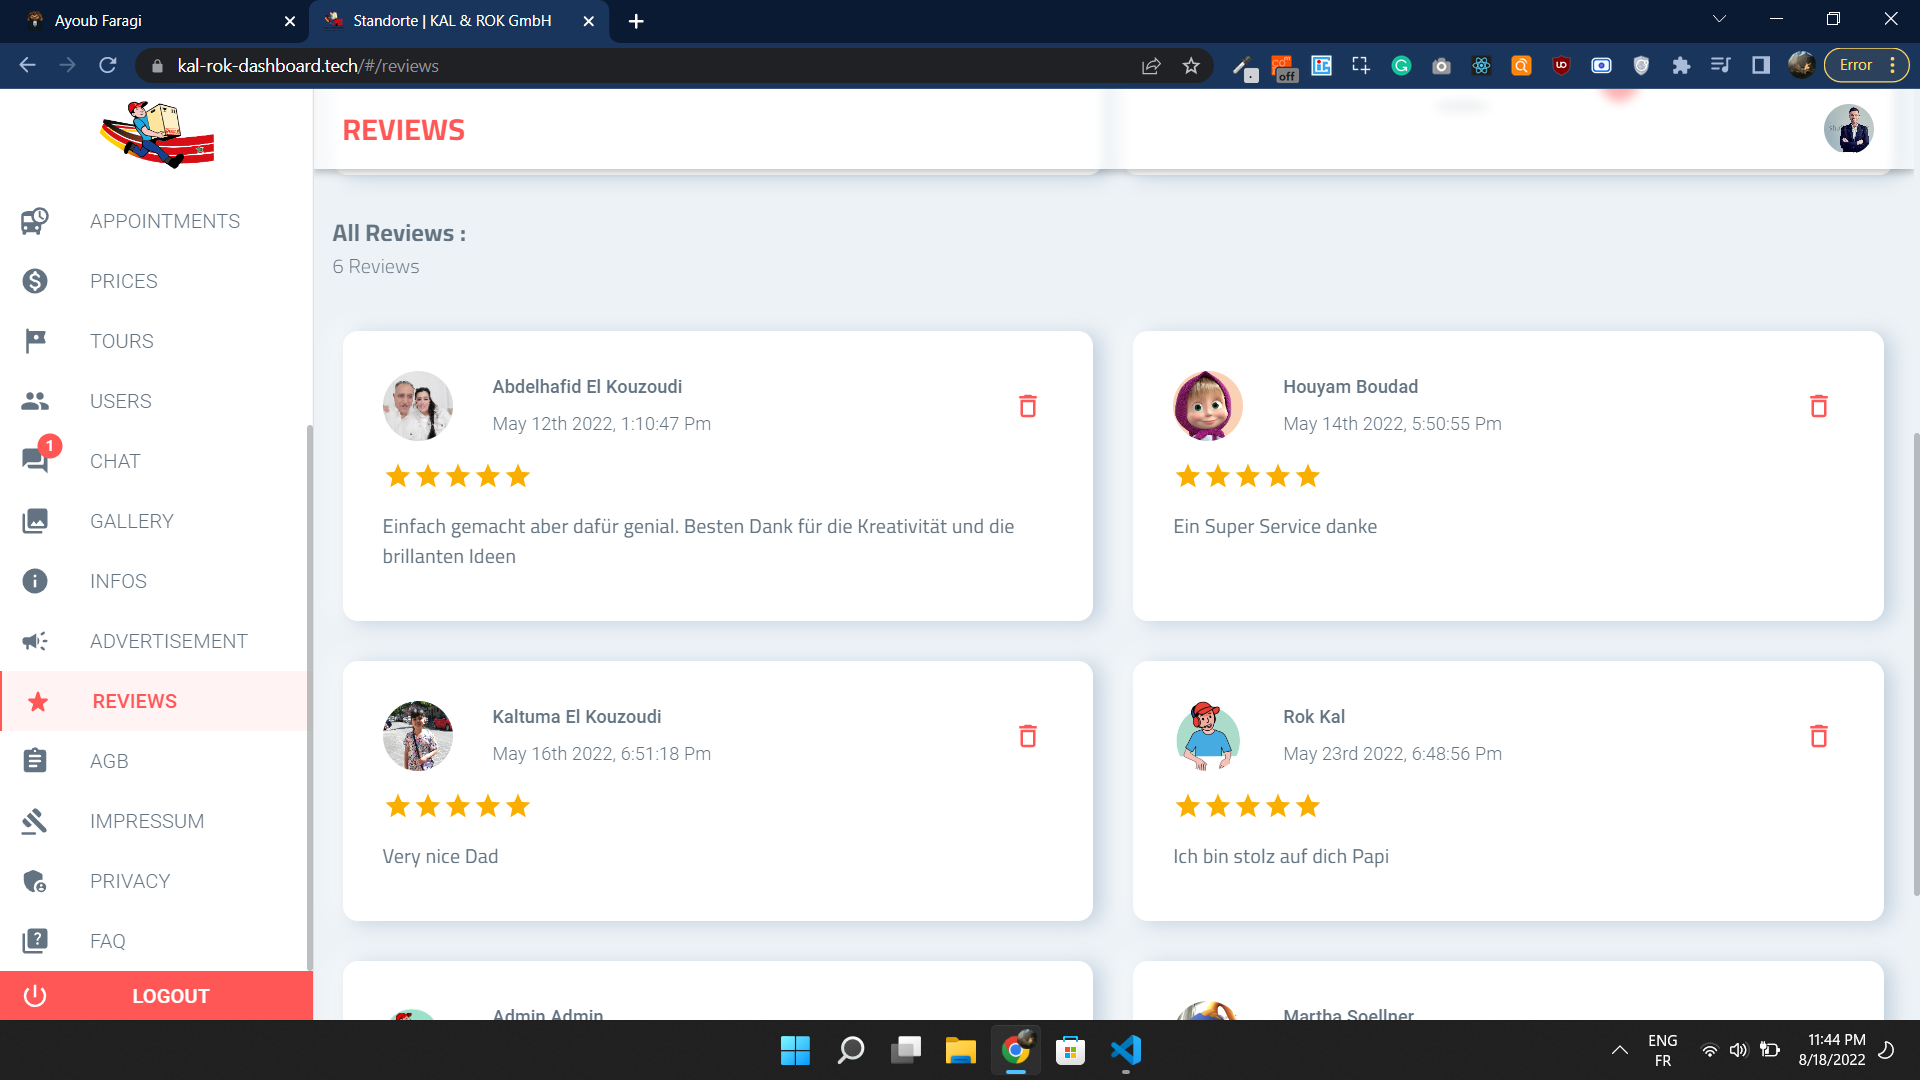 Ayoub Faragi
Standorte | KAL & ROK GmbH
kal-rok-dashboard.tech/#/reviews
off
Error
REVIEWS
APPOINTMENTS
PRICES
TOURS
USERS
1
CHAT
GALLERY
INFOS
ADVERTISEMENT
REVIEWS
AGB
IMPRESSUM
PRIVACY
FAQ
LOGOUT
All Reviews :
6 Reviews
Abdelhafid El Kouzoudi
May 12th 2022, 1:10:47 Pm
Einfach gemacht aber dafür genial. Besten Dank für die Kreativität und die
brillanten Ideen
Houyam Boudad
May 14th 2022, 5:50:55 Pm
Ein Super Service danke
Kaltuma El Kouzoudi
May 16th 2022, 6:51:18 Pm
Very nice Dad
Rok Kal
May 23rd 2022, 6:48:56 Pm
Ich bin stolz auf dich Papi
Admin Admin
Martha Soellner
ENG
FR
11:44 PM
8/18/2022